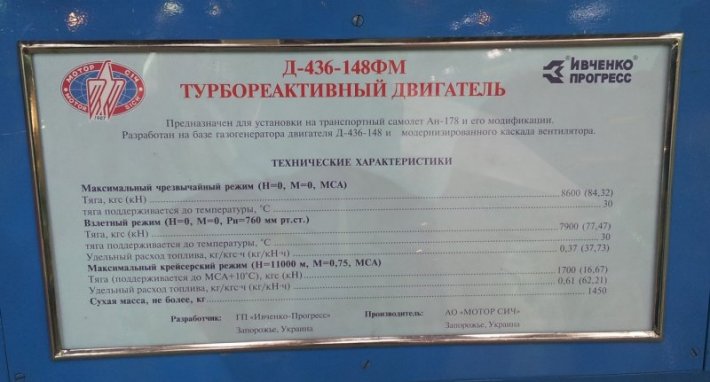 Д-436-148ФМ
ТУРБОРЕАКТИВНЫЙ ДВИГАТЕЛЬ
МОТОР СІЧ
MOTOR SICH
1907
ИВЧЕНКО
ПРОГРЕСС
Предназначен для установки на транспортный самолет Ан-178 и его модификации.
Разработан на базе газогенератора двигателя Д-436-148 и модернизированного каскада вентилятора.
ТЕХНИЧЕСКИЕ ХАРАКТЕРИСТИКИ
Максимальный чрезвычайный режим (Н=0, М=0, МСА)
Тяга, кгс (кН) 8600 (84,32)
тяга поддерживается до температуры, °С 30
Взлетный режим (Н=0, М=0, Рн=760 мм рт.ст.)
Тяга, кгс (кН) 7900 (77,47)
тяга поддерживается до температуры, °С 30
Удельный расход топлива, кг/кгс·ч (кг/кН·ч) 0,37 (37,73)
Максимальный крейсерский режим (Н=11000 м, М=0,75, МСА)
Тяга (поддерживается до МСА+10°С), кгс (кН) 1700 (16,67)
Удельный расход топлива, кг/кгс·ч (кг/кН·ч) 0,61 (62,21)
Сухая масса, не более, кг 1450
Разработчик: ГП «Ивченко-Прогресс» Производитель: АО «МОТОР СИЧ»
Запорожье, Украина Запорожье, Украина